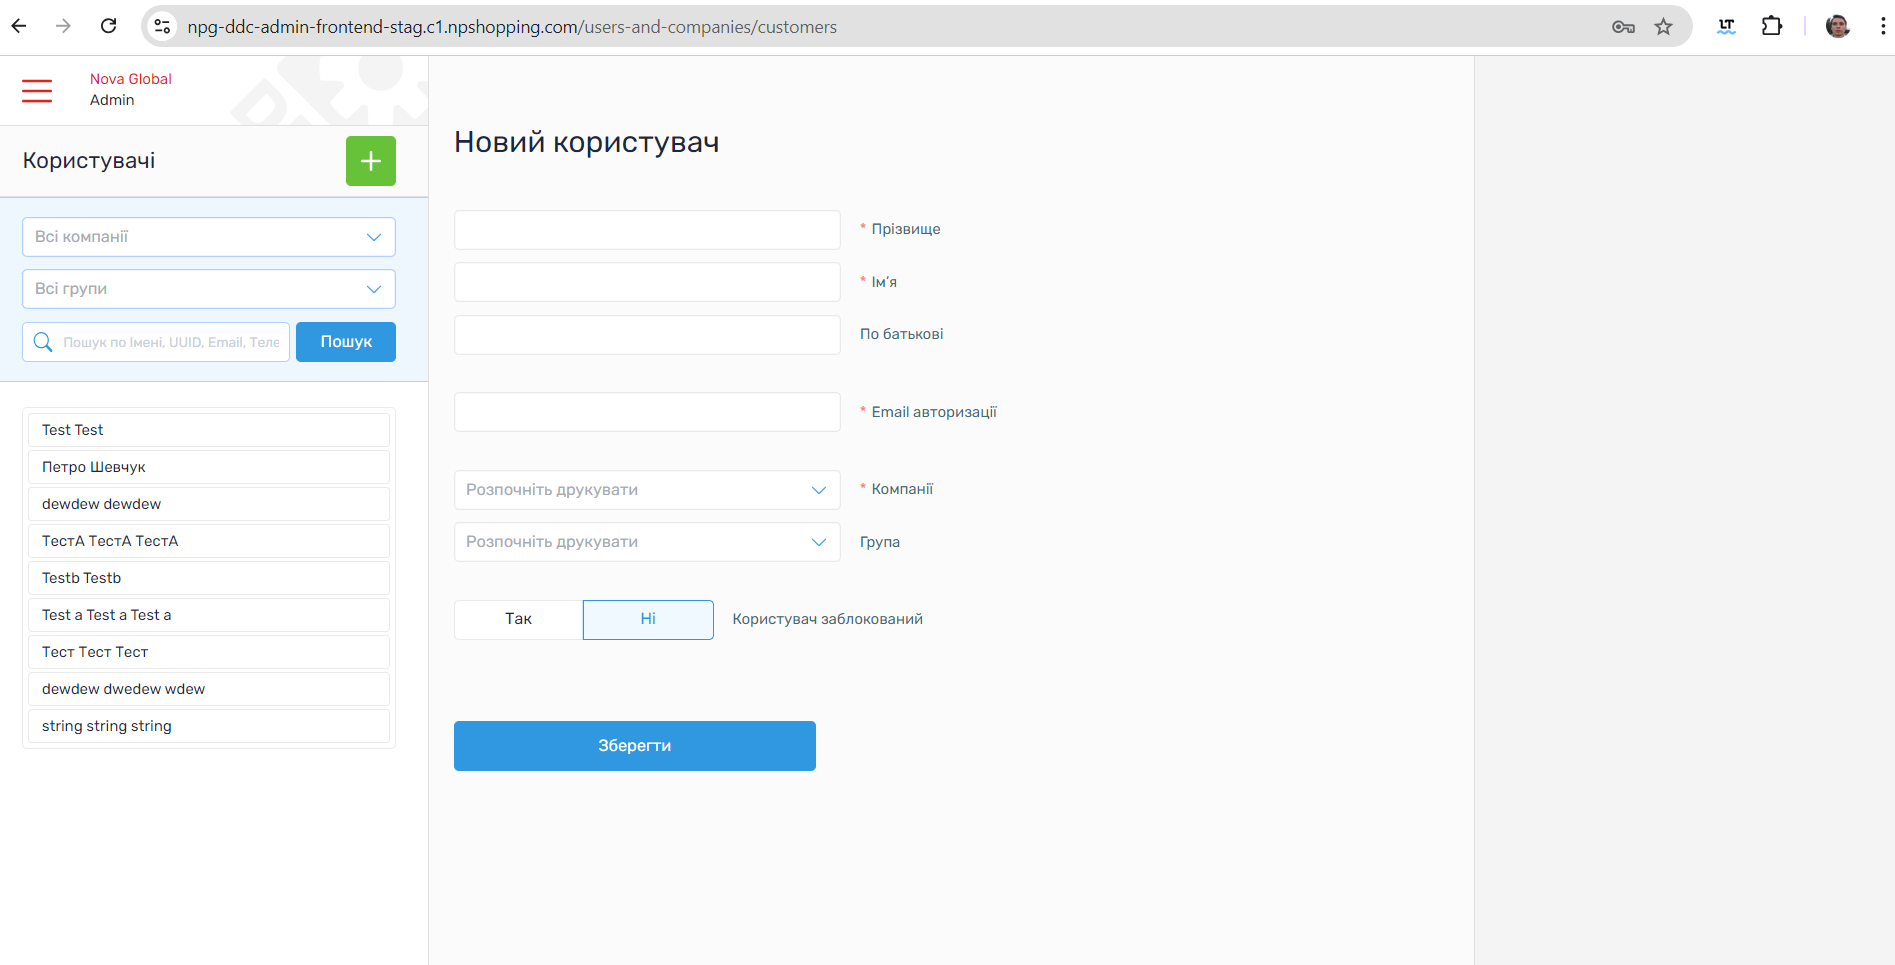 npg-ddc-admin-frontend-stag.c1.npshopping.com/users-and-companies/customers
LT
Nova Global
Admin
Користувачі
Всі компанії
Всі групи
Пошук по Імені, UUID, Email, Теле
Пошук
Test Test
Петро Шевчук
dewdew dewdew
ТестА ТестА ТестА
Testb Testb
Test a Test a Test a
Тест Тест Тест
dewdew dwedew wdew
string string string
Новий користувач
* Прізвище
* Ім’я
По батькові
* Email авторизації
Розпочніть друкувати
* Компанії
Розпочніть друкувати
Група
Так
Ні
Користувач заблокований
Зберегти